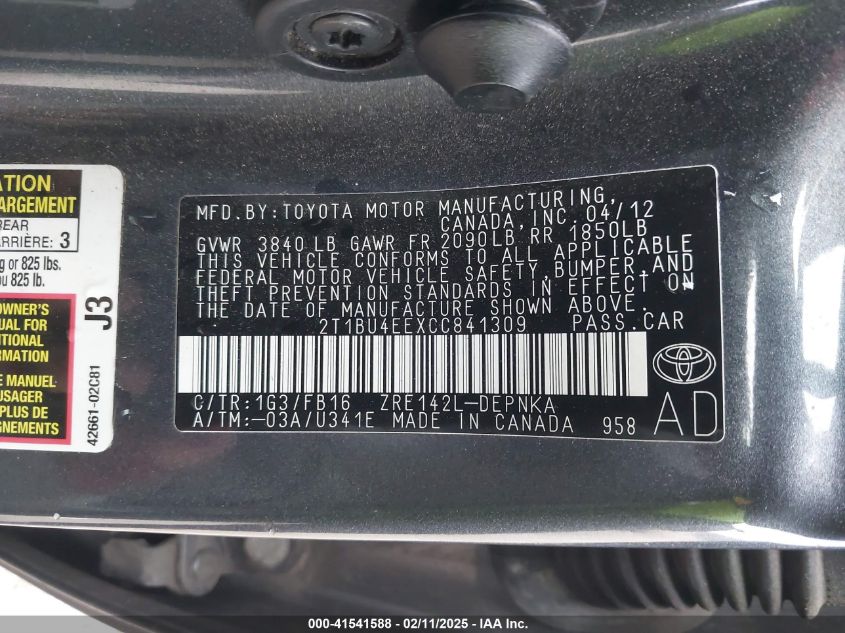 ATION
ARGEMENT
REAR
ARRIÈRE: 3
g or 825 lbs.
u 825 lb.
OWNER'S
UAL FOR
ITIONAL
ORMATION
E MANUEL
USAGER
PLUS DE
GNEMENTS
J3
42661-02C81
MFD. BY: TOYOTA MOTOR MANUFACTURING,
CANADA, INC. 04/12
GVWR 3840 LB GAWR FR 2090LB, RR 1850LB
THIS VEHICLE CONFORMS TO ALL APPLICABLE
FEDERAL MOTOR VEHICLE SAFETY, BUMPER, AND
THEFT PREVENTION STANDARDS IN EFFECT ON
THE DATE OF MANUFACTURE SHOWN ABOVE.
2T1BU4EEXCC841309 PASS. CAR
C/TR: 1G3/FB16 ZRE142L-DEPNKA
A/TM: -03A/U341E MADE IN CANADA 958
AD
000-41541588 - 02/11/2025 - IAA Inc.